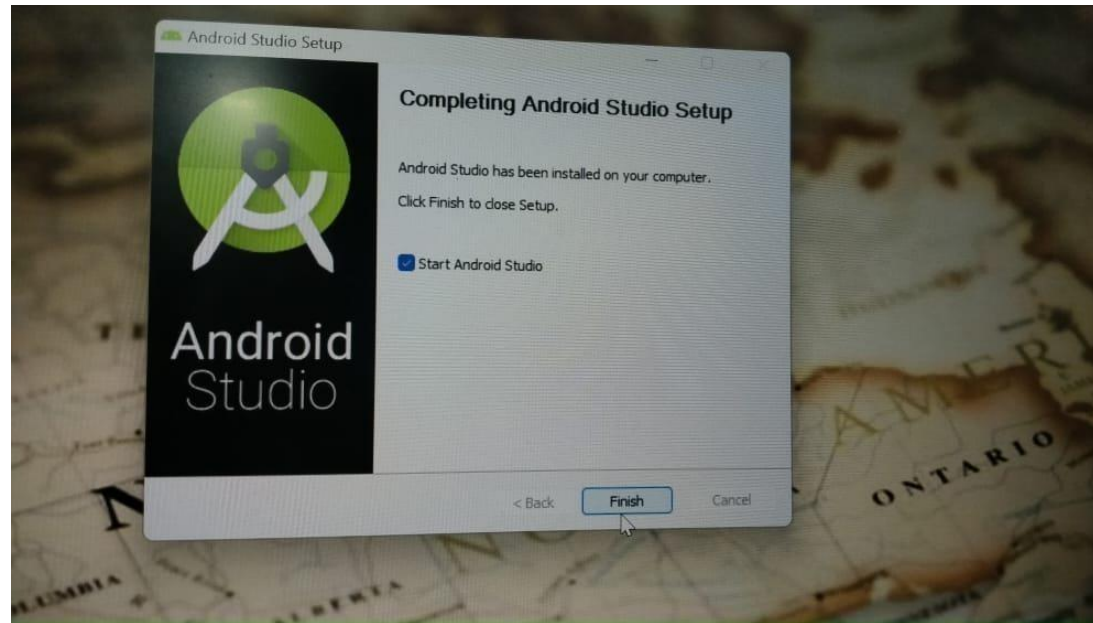 Android Studio Setup
Completing Android Studio Setup
Android Studio has been installed on your computer.
Click Finish to close Setup.
Start Android Studio
Android
Studio
< Back
Finish
Cancel
ONTARIO
ALBERTA